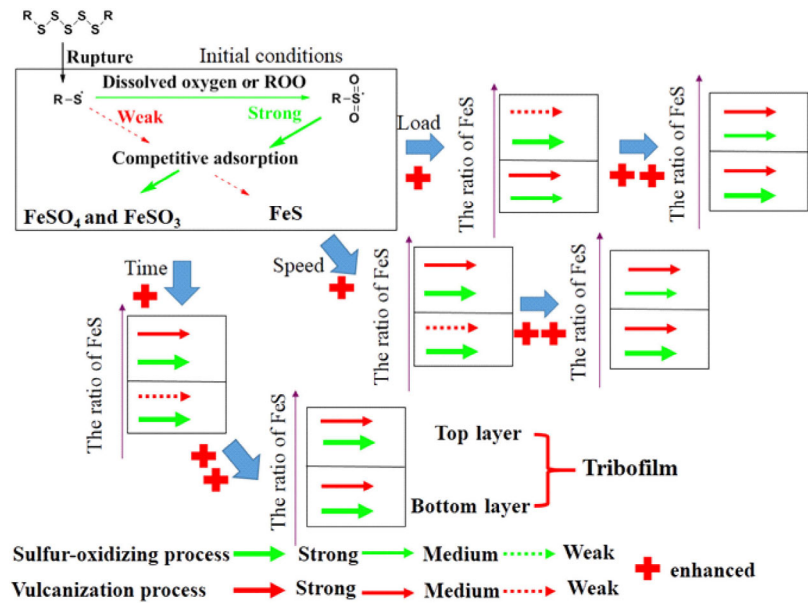 R S S S S S R
Rupture
Initial conditions
Dissolved oxygen or ROO
R-S·
Weak
Strong
O
R-S·
O
Competitive adsorption
FeSO₄ and FeSO₃
FeS
Load
The ratio of FeS
The ratio of FeS
Time
Speed
The ratio of FeS
The ratio of FeS
The ratio of FeS
The ratio of FeS
Top layer
Tribofilm
Bottom layer
Sulfur-oxidizing process Strong Medium Weak
enhanced
Vulcanization process Strong Medium Weak